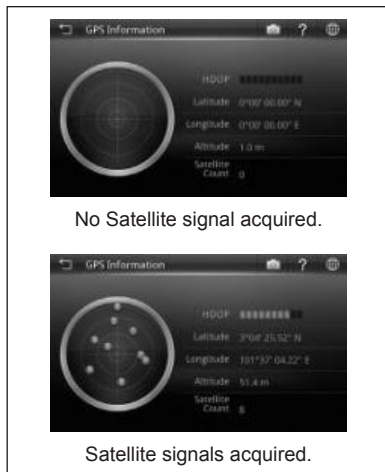 GPS Information
?
HDOP
Latitude 0°00' 00.00" N
Longitude 0°00' 00.00" E
Altitude 1.0 m
Satellite
Count 0
No Satellite signal acquired.
GPS Information
?
HDOP
Latitude 3°04' 25.52" N
Longitude 101°37' 04.22" E
Altitude 51.4 m
Satellite
Count 8
Satellite signals acquired.